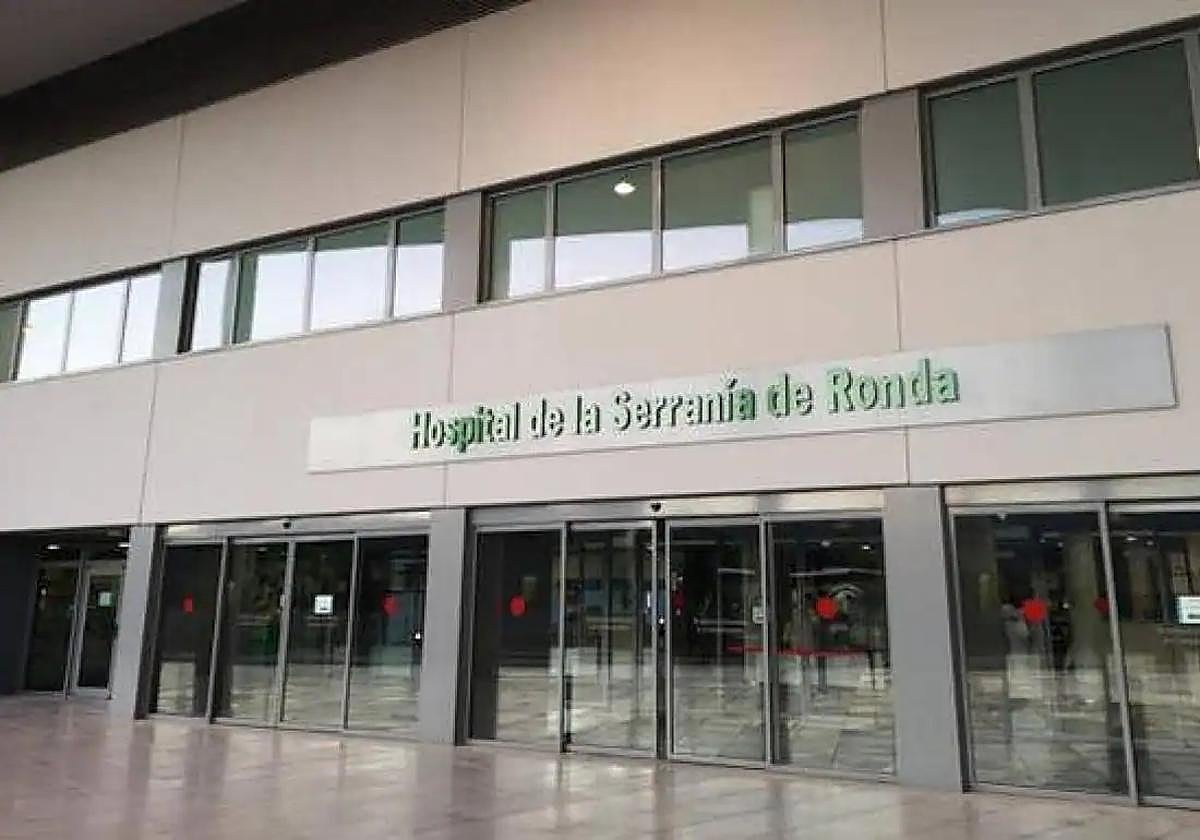 Hospital de la Serranía de Ronda